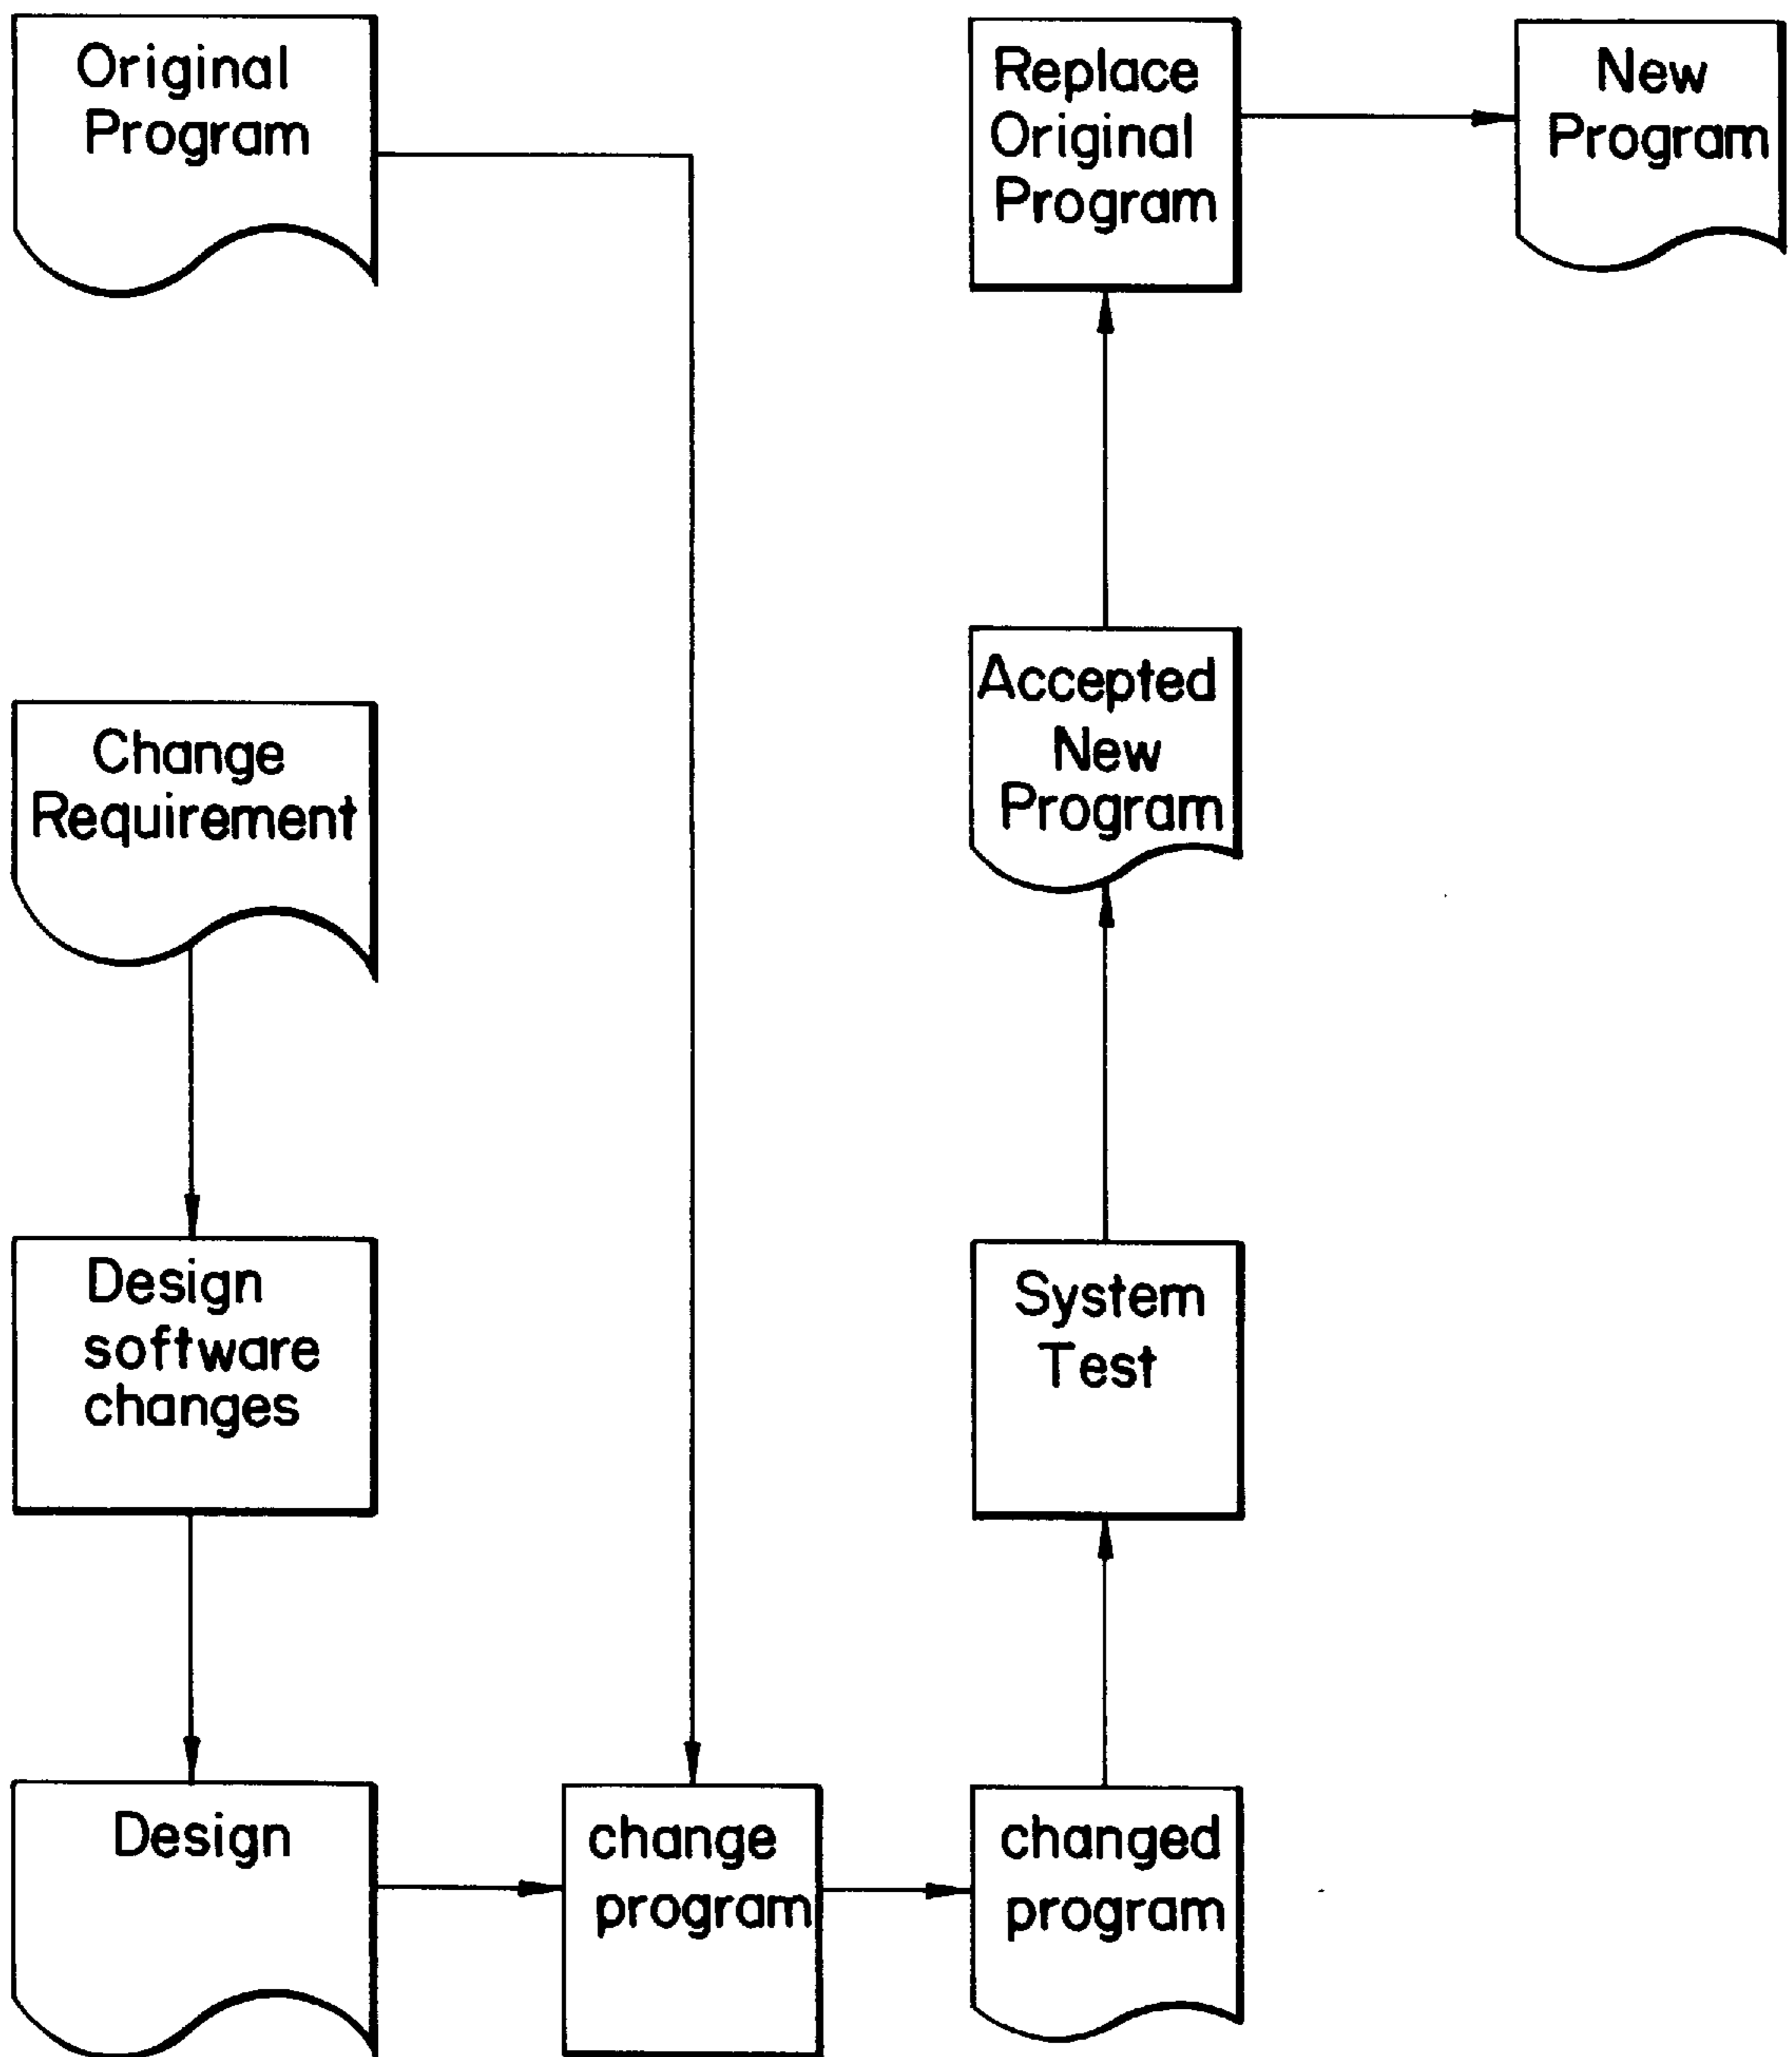 Original
Program
Replace
Original
Program
New
Program
Change
Requirement
Accepted
New
Program
Design
software
changes
System
Test
Design
change
program
changed
program